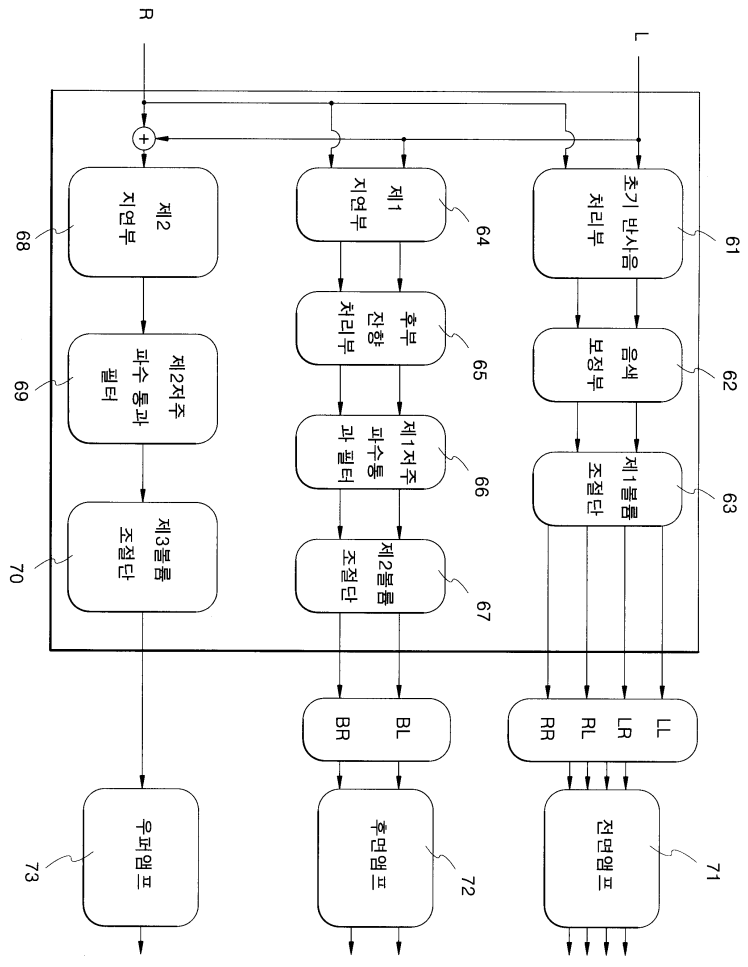 L
R
초기 반사음
처리부
61
음색
보정부
62
제1볼륨
조절단
63
LL
LR
RL
RR
전면앰프
71
제1
지연부
64
후부
잔향
처리부
65
제1저주
파수통
과 필터
66
제2볼륨
조절단
67
BL
BR
후면앰프
72
+
제2
지연부
68
제2저주
파수 통과
필터
69
제3볼륨
조절단
70
우퍼앰프
73